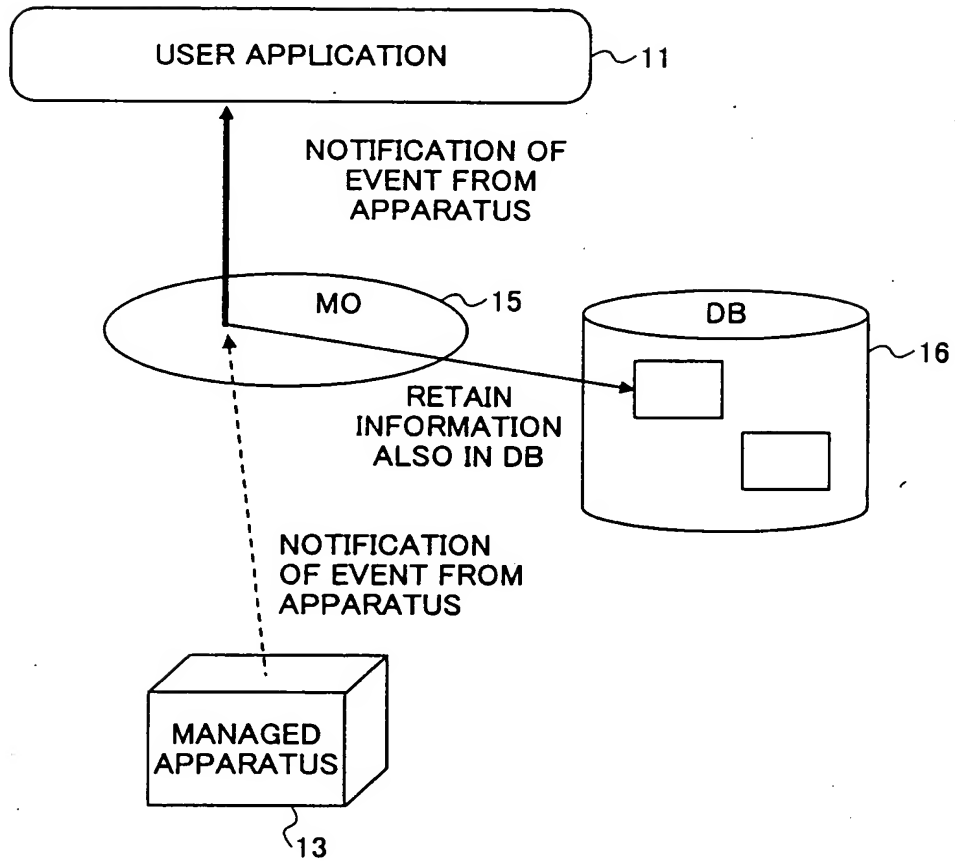 USER APPLICATION
11
NOTIFICATION OF
EVENT FROM
APPARATUS
MO
15
DB
16
RETAIN
INFORMATION
ALSO IN DB
NOTIFICATION
OF EVENT FROM
APPARATUS
MANAGED
APPARATUS
13